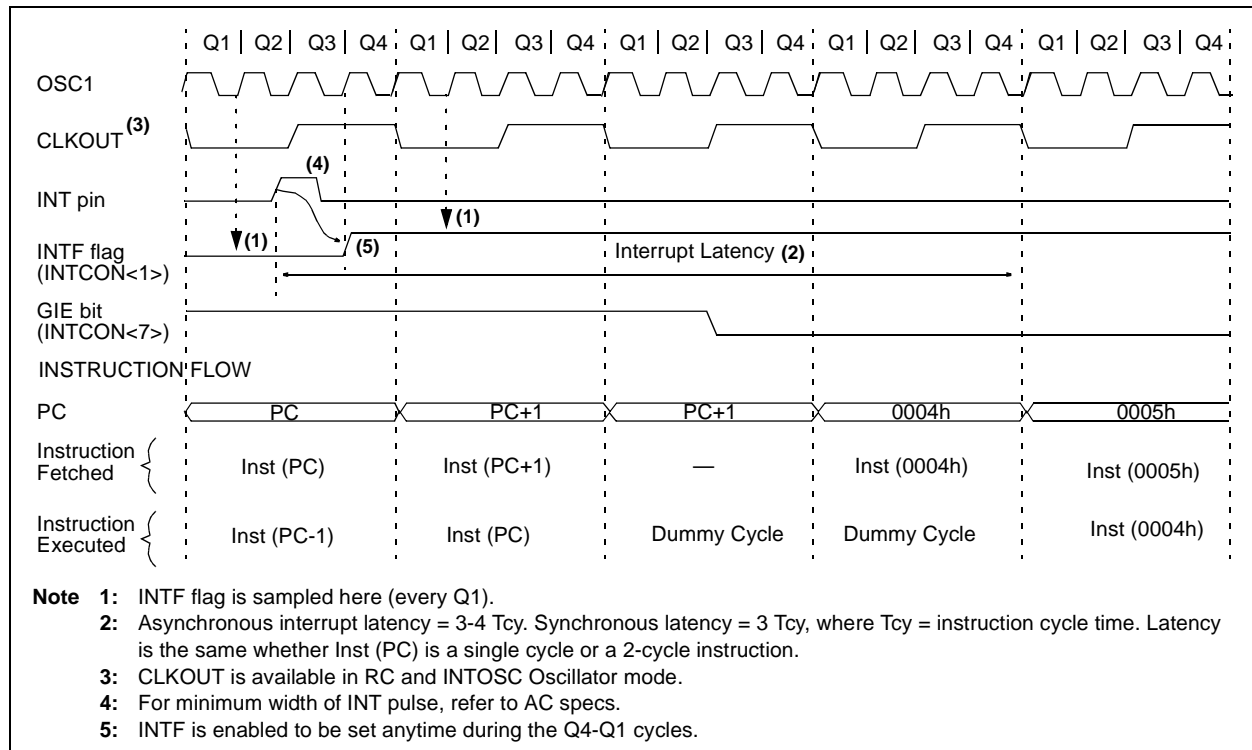 Q1 Q2 Q3 Q4 Q1 Q2 Q3 Q4 Q1 Q2 Q3 Q4 Q1 Q2 Q3 Q4 Q1 Q2 Q3 Q4
OSC1
CLKOUT (3)
(4)
INT pin
(1)
(1)
(5)
INTF flag
(INTCON<1>)
Interrupt Latency (2)
GIE bit
(INTCON<7>)
INSTRUCTION FLOW
PC PC PC+1 PC+1 0004h 0005h
Instruction
Fetched
Inst (PC) Inst (PC+1) — Inst (0004h) Inst (0005h)
Instruction
Executed
Inst (PC-1) Inst (PC) Dummy Cycle Dummy Cycle Inst (0004h)
Note 1: INTF flag is sampled here (every Q1).
2: Asynchronous interrupt latency = 3-4 Tcy. Synchronous latency = 3 Tcy, where Tcy = instruction cycle time. Latency
is the same whether Inst (PC) is a single cycle or a 2-cycle instruction.
3: CLKOUT is available in RC and INTOSC Oscillator mode.
4: For minimum width of INT pulse, refer to AC specs.
5: INTF is enabled to be set anytime during the Q4-Q1 cycles.